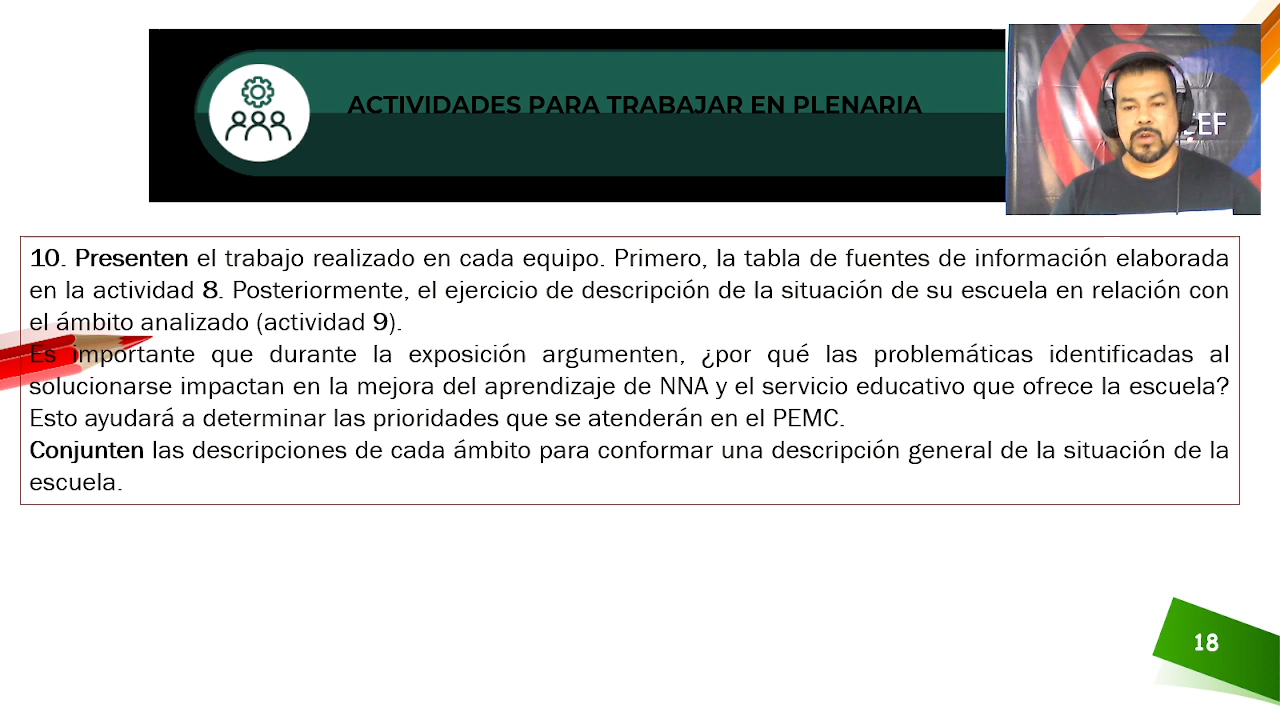 ACTIVIDADES PARA TRABAJAR EN PLENARIA
EF
10. Presenten el trabajo realizado en cada equipo. Primero, la tabla de fuentes de información elaborada
en la actividad 8. Posteriormente, el ejercicio de descripción de la situación de su escuela en relación con
el ámbito analizado (actividad 9).
Es importante que durante la exposición argumenten, ¿por qué las problemáticas identificadas al
solucionarse impactan en la mejora del aprendizaje de NNA y el servicio educativo que ofrece la escuela?
Esto ayudará a determinar las prioridades que se atenderán en el PEMC.
Conjunten las descripciones de cada ámbito para conformar una descripción general de la situación de la
escuela.
18